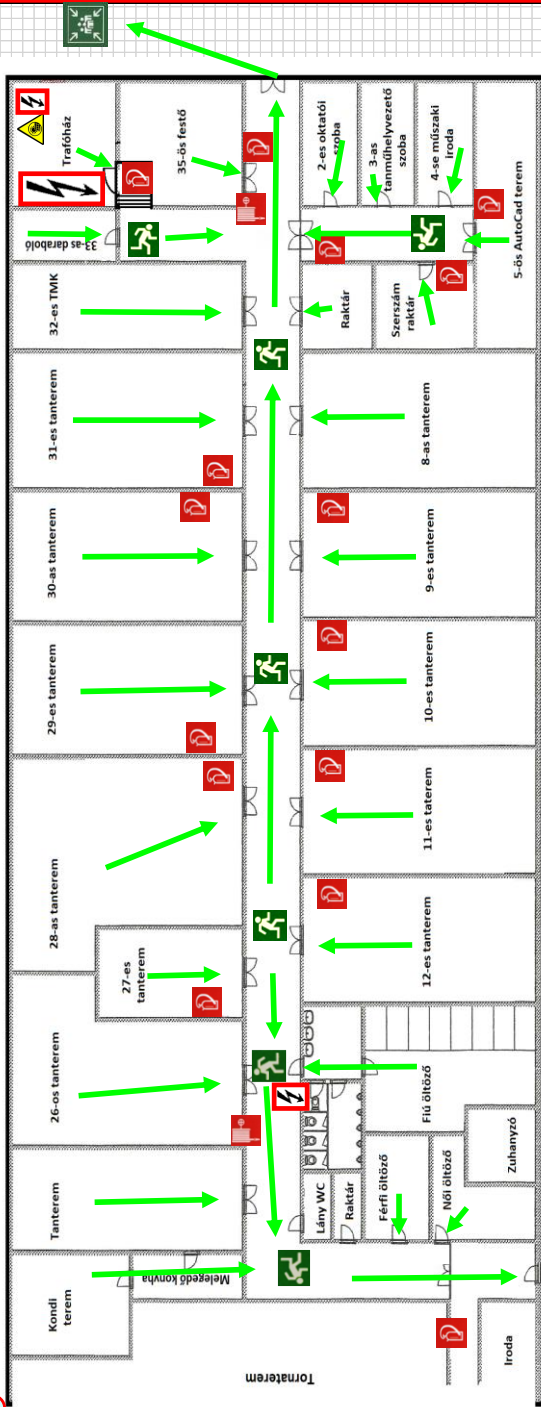 Trafóház
35-ös festő
33-as daraboló
32-es TMK
31-es tanterem
30-as tanterem
29-es tanterem
28-as tanterem
27-es
tanterem
26-os tanterem
Tanterem
Melegedő konyha
Kondi
terem
Tornaterem
2-es oktatói
szoba
3-as
tanműhelyvezető
szoba
4-se műszaki
iroda
5-ös AutoCad terem
Raktár
Szerszám
raktár
8-as tanterem
9-es tanterem
10-es tanterem
11-es taterem
12-es tanterem
Fiú öltöző
Zuhanyzó
Lány WC
Raktár
Férfi öltöző
Női öltöző
Iroda